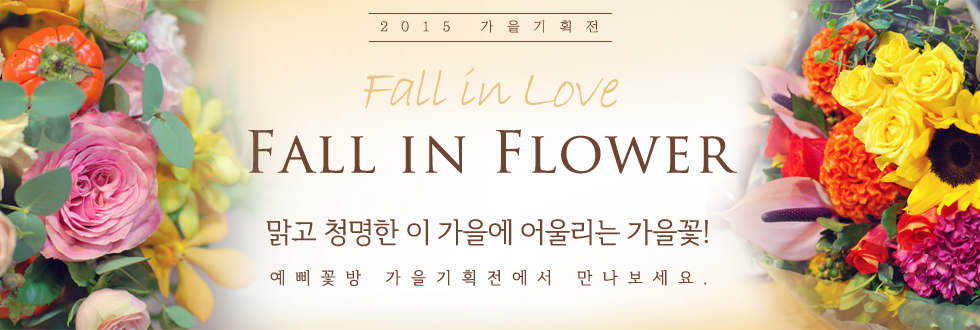 2015 가을기획전
Fall in Love
FALL IN FLOWER
맑고 청명한 이 가을에 어울리는 가을꽃!
예삐꽃방 가을기획전에서 만나보세요.